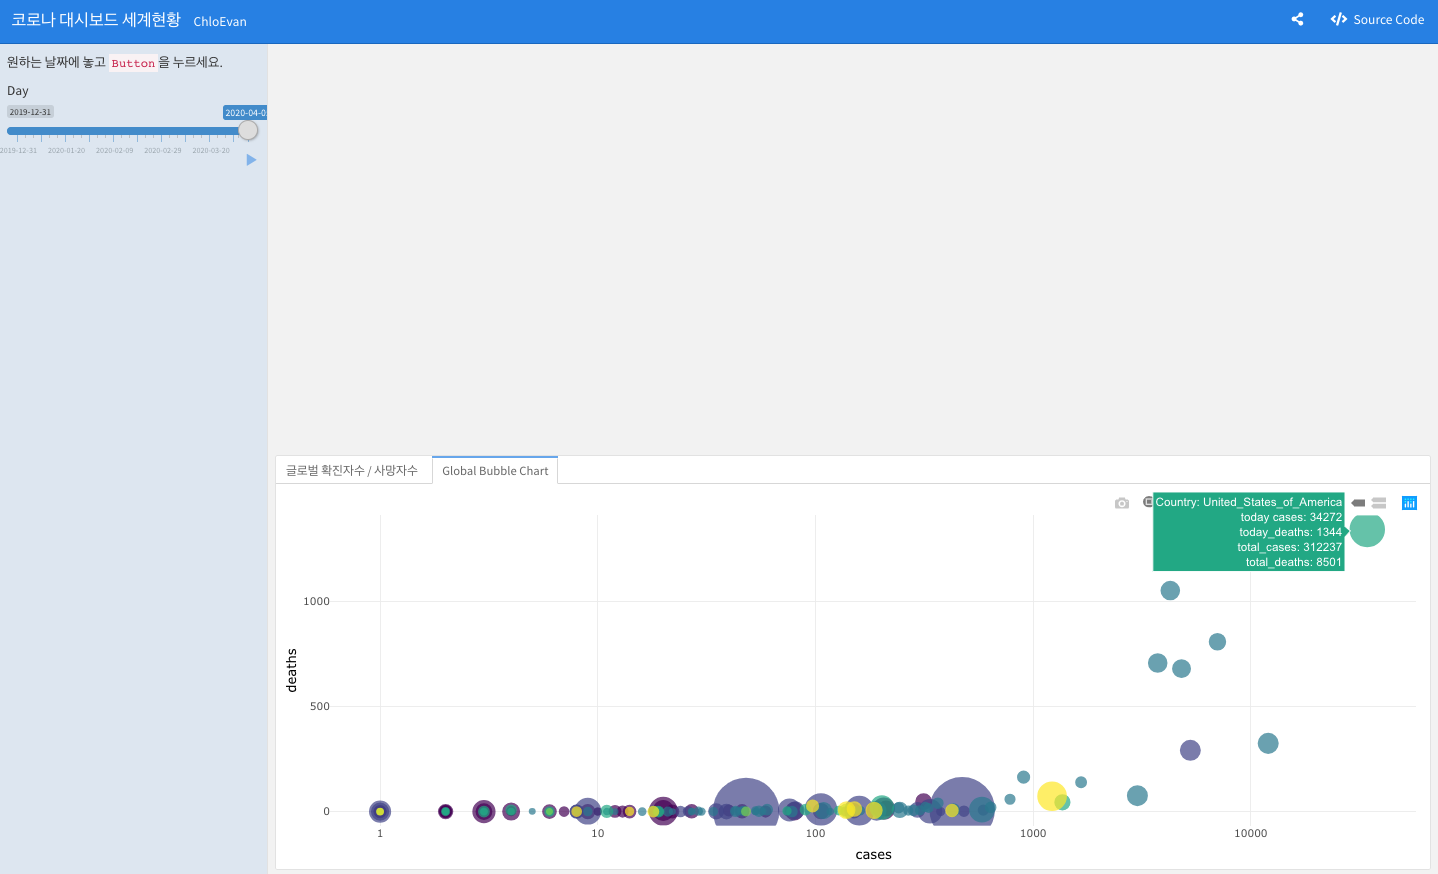 코로나 대시보드 세계현황 ChloEvan
Source Code
원하는 날짜에 놓고 Button 을 누르세요.
Day
2019-12-31
2020-04-0
2019-12-31 2020-01-20 2020-02-09 2020-02-29 2020-03-20
글로벌 확진자수 / 사망자수
Global Bubble Chart
Country: United_States_of_America
today cases: 34272
today_deaths: 1344
total_cases: 312237
total_deaths: 8501
1000
500
0
deaths
1 10 100 1000 10000
cases